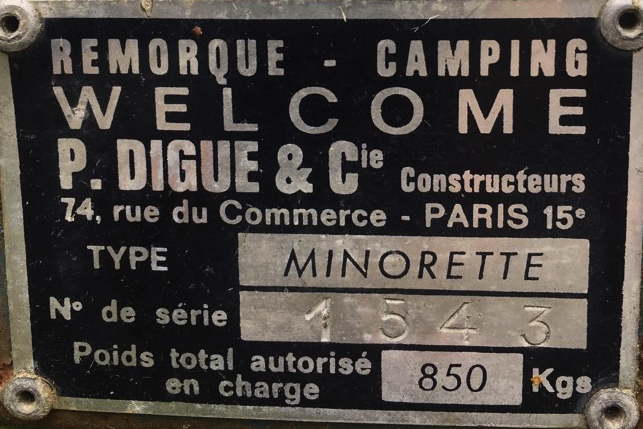 REMORQUE - CAMPING
WELCOME
P. DIGUE & Cie Constructeurs
74, rue du Commerce - PARIS 15e
TYPE MINORETTE
No de série 1543
Poids total autorisé
en charge 850 Kgs